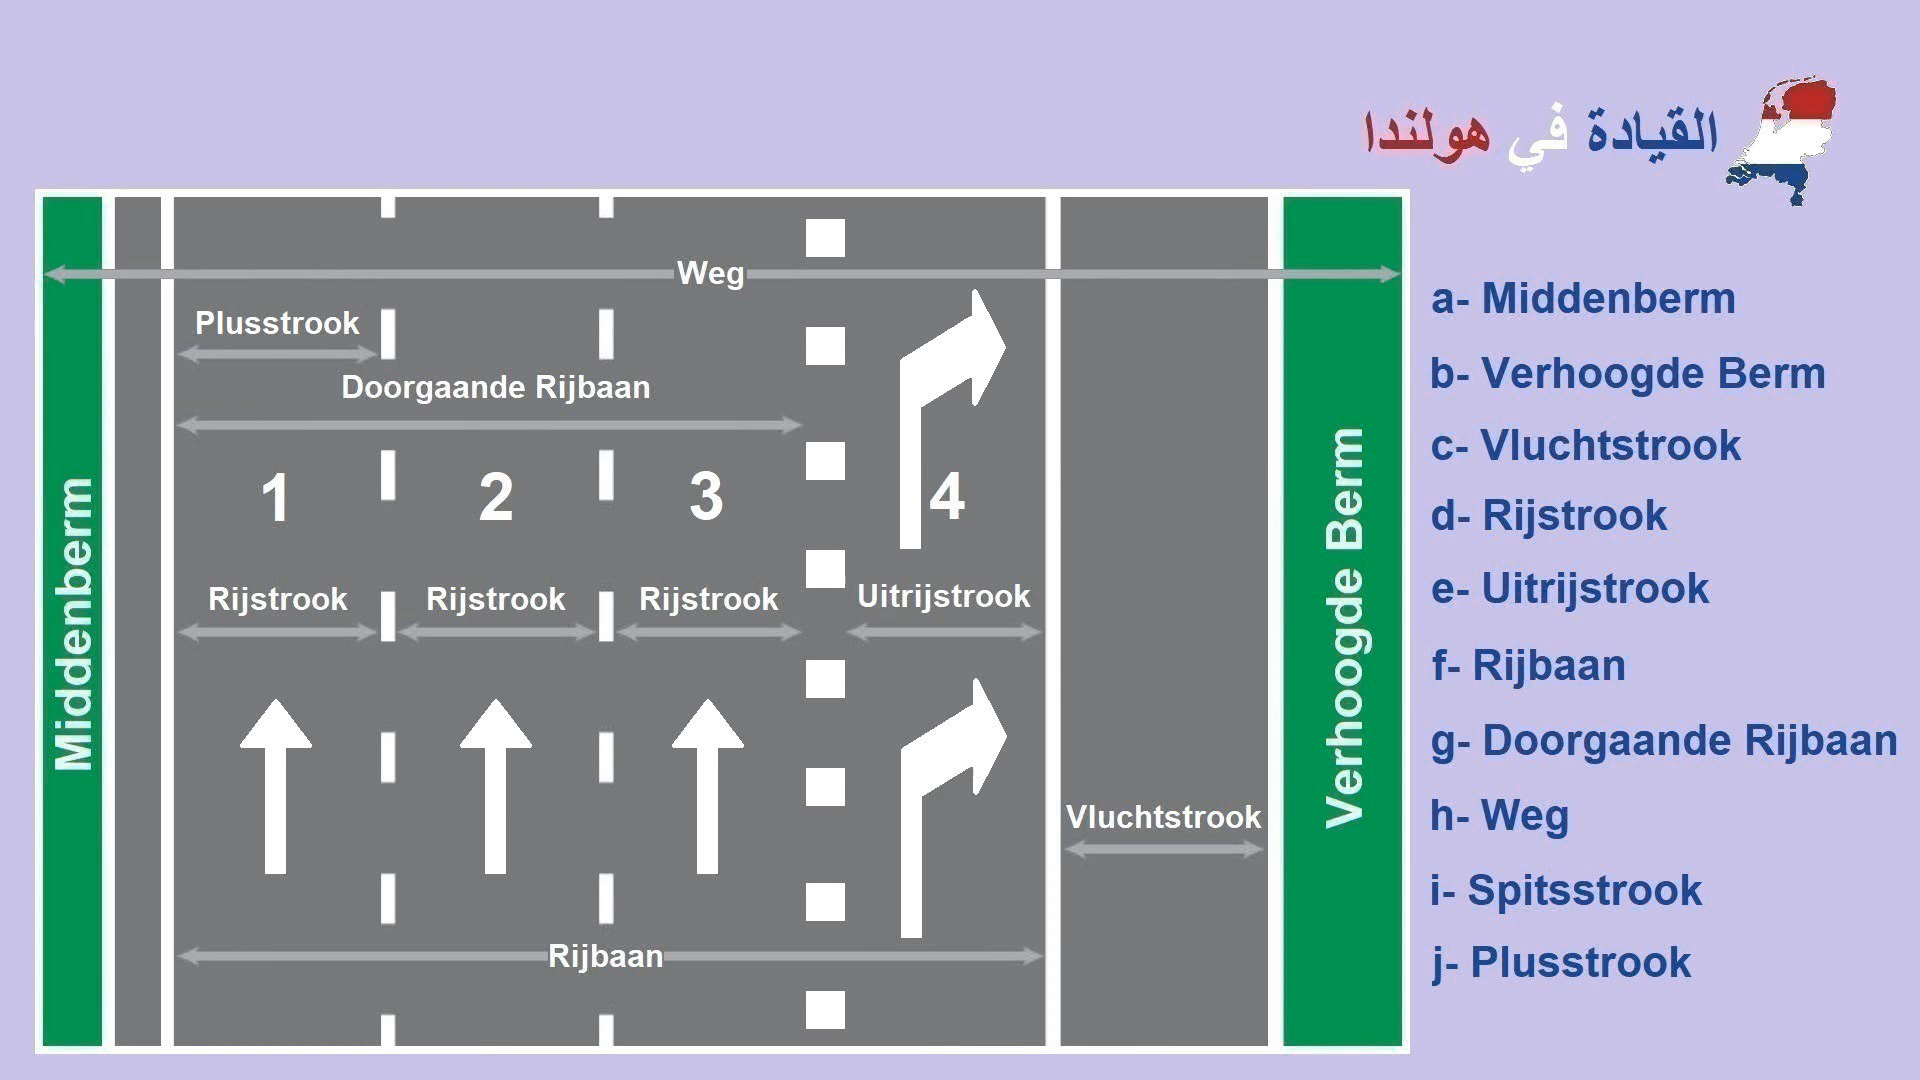 القيادة في هولندا
Weg
Plusstrook
Doorgaande Rijbaan
1 2 3 4
Rijstrook Rijstrook Rijstrook Uitrijstrook
Middenberm
Verhoogde Berm
Vluchtstrook
Rijbaan
a- Middenberm
b- Verhoogde Berm
c- Vluchtstrook
d- Rijstrook
e- Uitrijstrook
f- Rijbaan
g- Doorgaande Rijbaan
h- Weg
i- Spitsstrook
j- Plusstrook